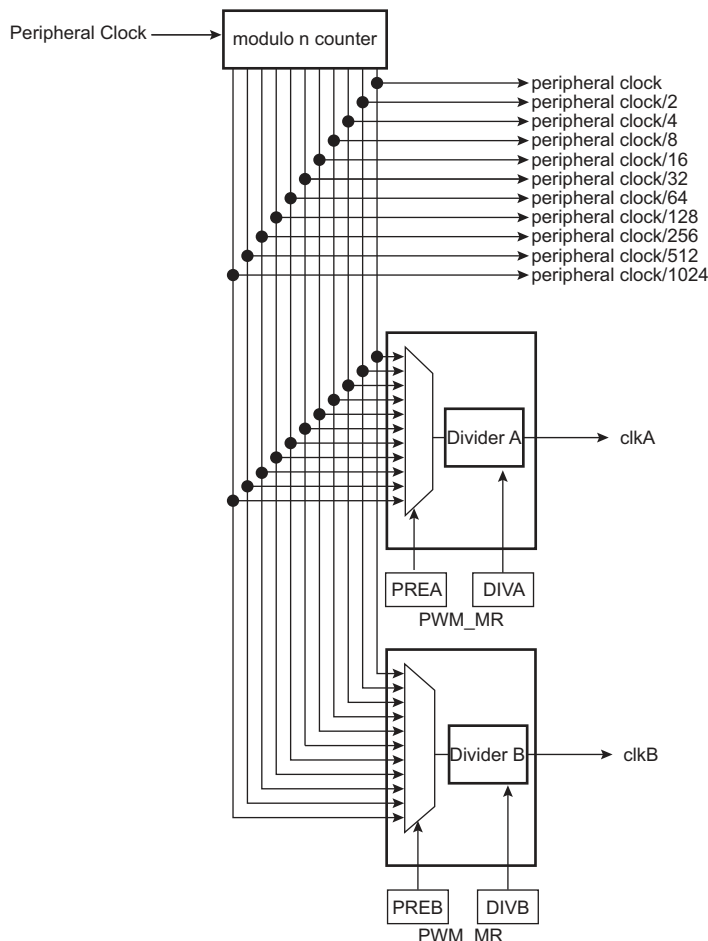 Peripheral Clock
modulo n counter
peripheral clock
peripheral clock/2
peripheral clock/4
peripheral clock/8
peripheral clock/16
peripheral clock/32
peripheral clock/64
peripheral clock/128
peripheral clock/256
peripheral clock/512
peripheral clock/1024
Divider A
clkA
PREA
DIVA
PWM_MR
Divider B
clkB
PREB
DIVB
PWM_MR